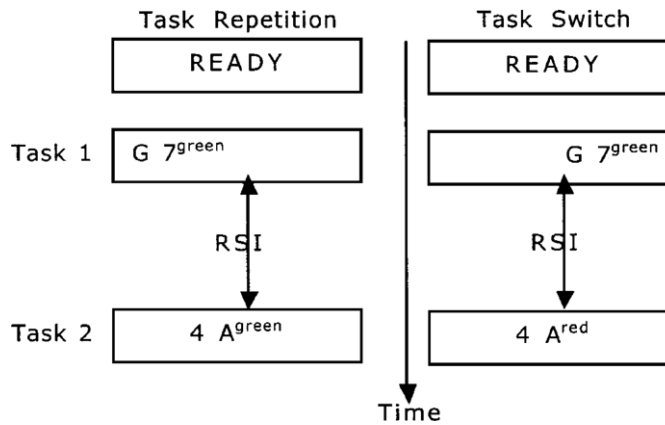 Task Repetition
Task Switch
READY
READY
Task 1
G 7green
G 7green
RSI
RSI
Task 2
4 Agreen
4 Ared
Time